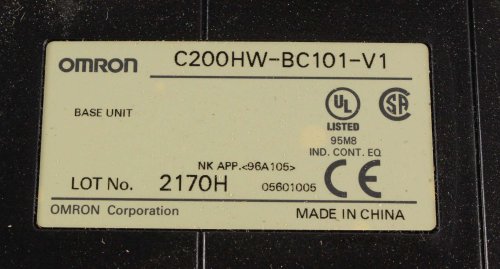 OMRON C200HW-BC101-V1
BASE UNIT
UL
LISTED
SA
95M8
IND. CONT. EQ
NK APP.<96A105>
LOT No. 2170H 05601005
CE
OMRON Corporation MADE IN CHINA